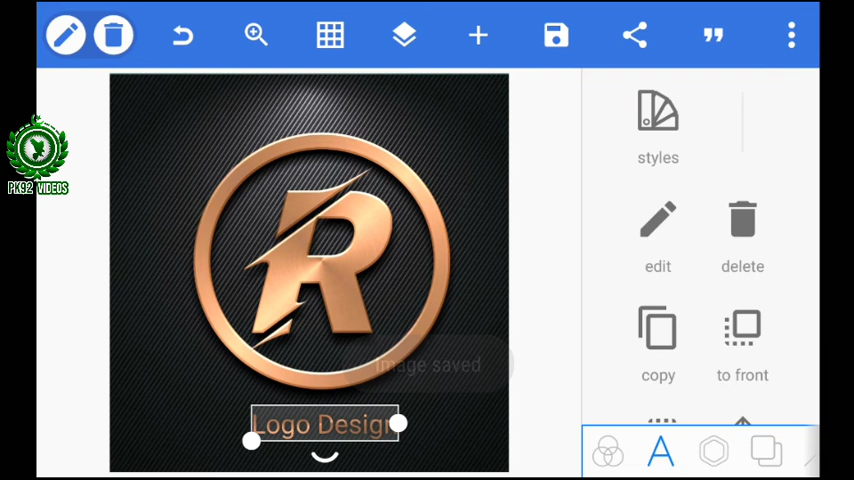 styles
PK92 VIDEOS
edit
delete
R
Image saved
copy
to front
Logo Design
A